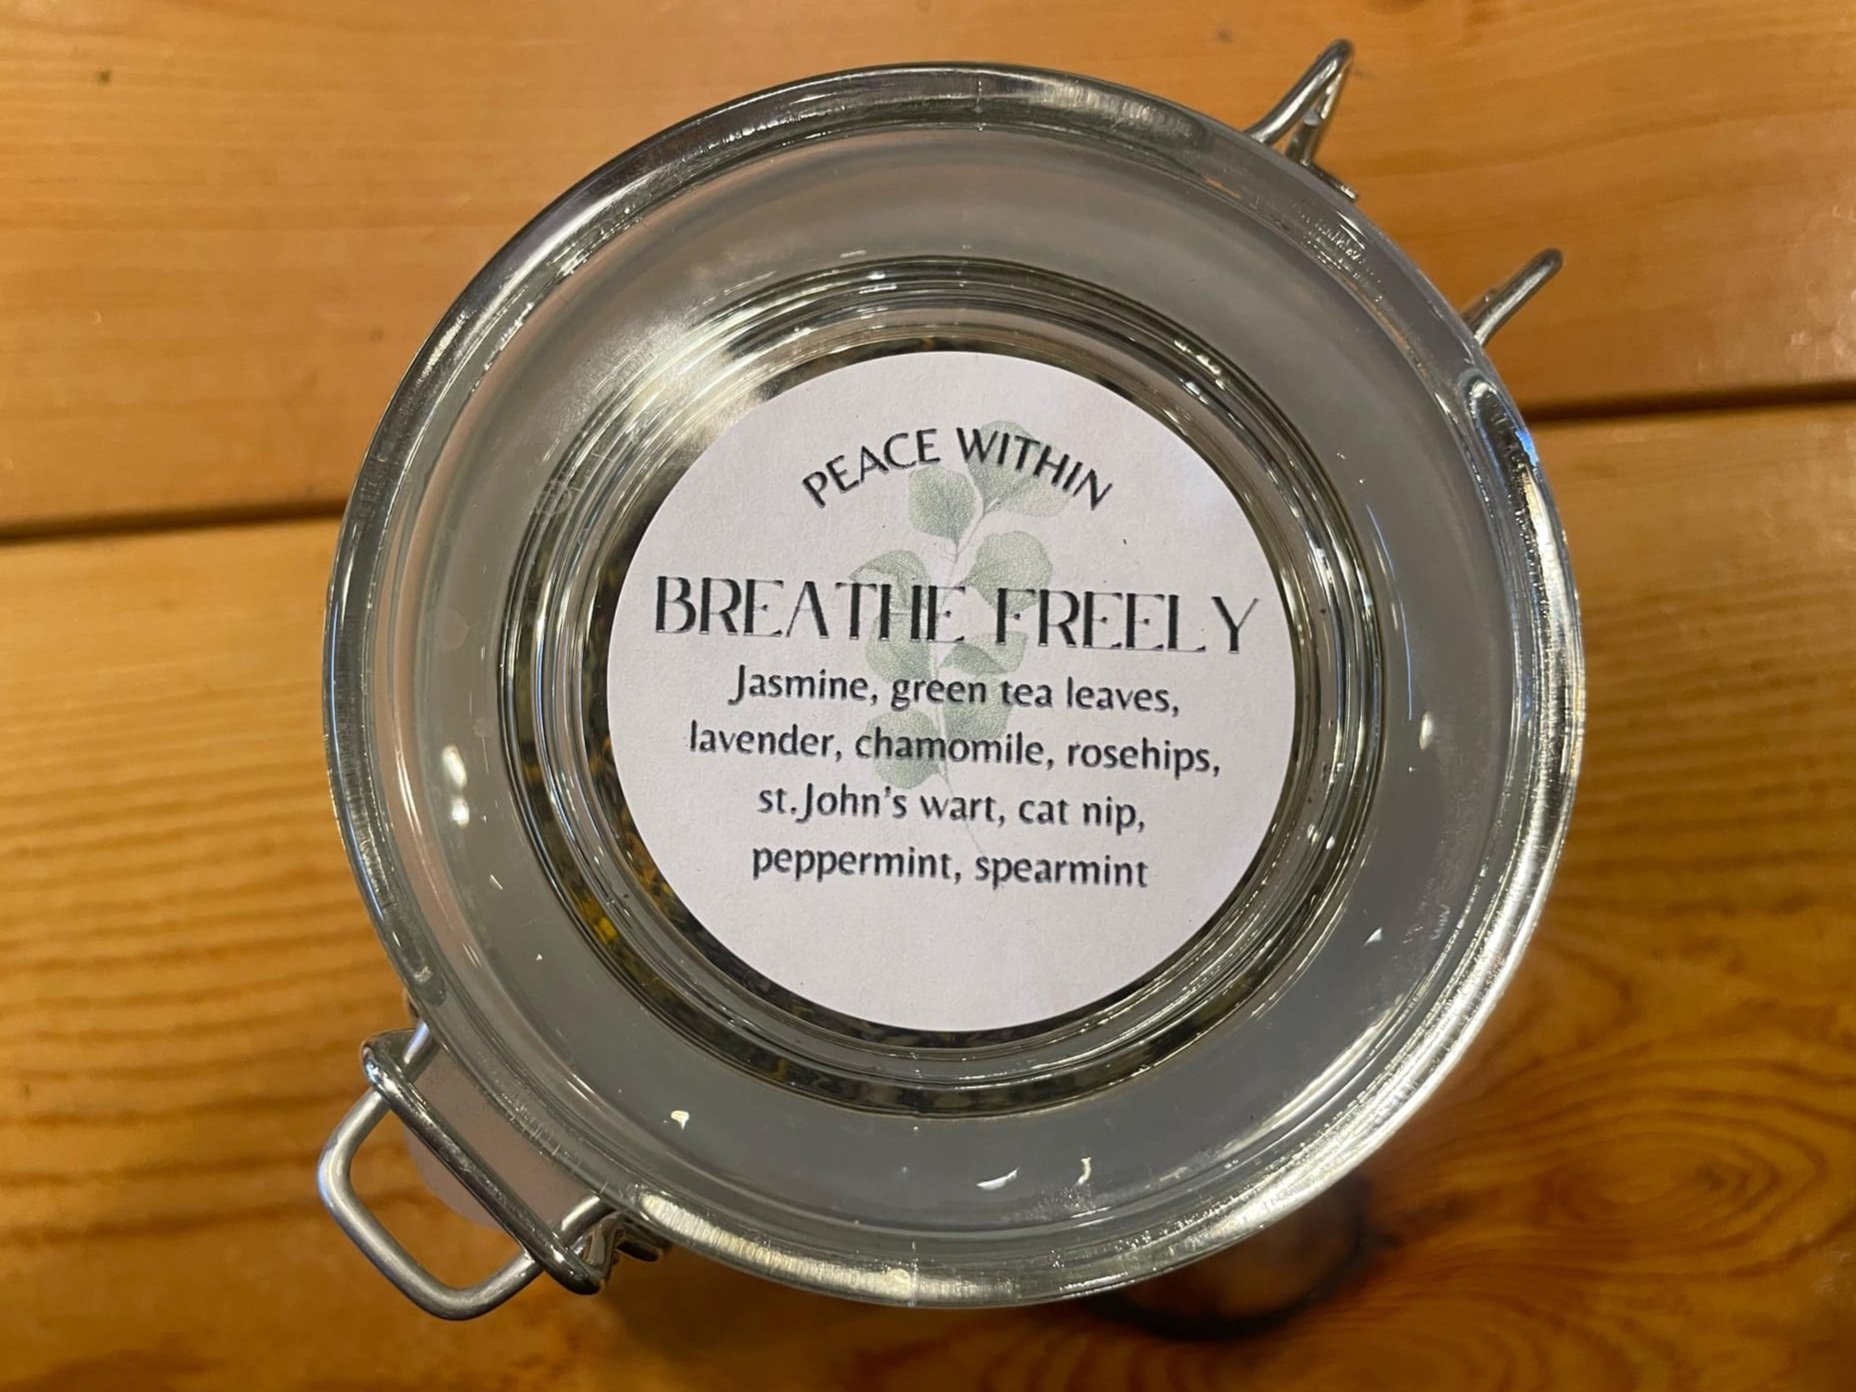 PEACE WITHIN
BREATHE FREELY
Jasmine, green tea leaves,
lavender, chamomile, rosehips,
st.John's wart, cat nip,
peppermint, spearmint